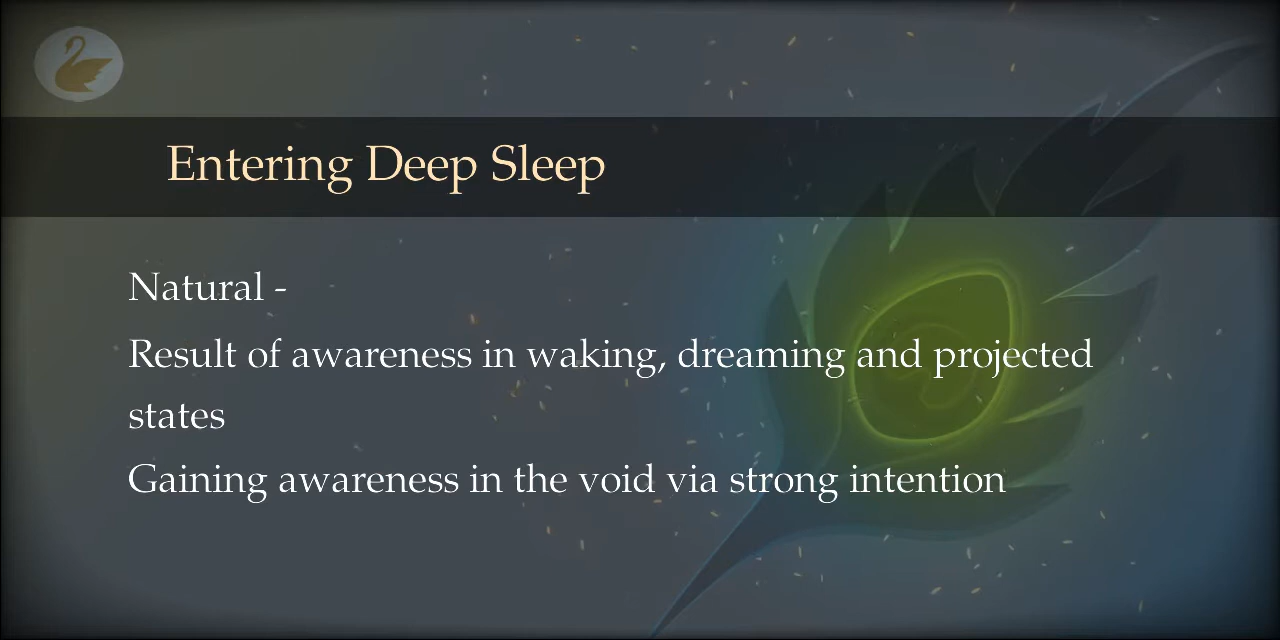 Entering Deep Sleep
Natural -
Result of awareness in waking, dreaming and projected
states
Gaining awareness in the void via strong intention